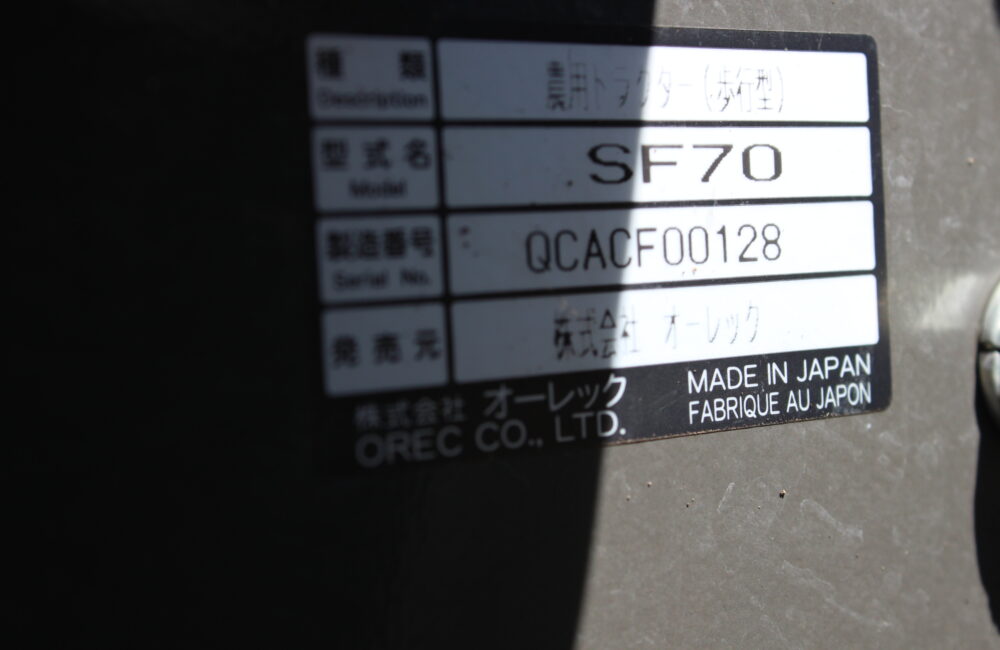 種類 農用トラクター(歩行型)
Description
型式名 SF70
Model
製造番号 QCACF00128
Serial No.
発売元 株式会社 オーレック
株式会社 オーレック MADE IN JAPAN
OREC CO., LTD. FABRIQUE AU JAPON